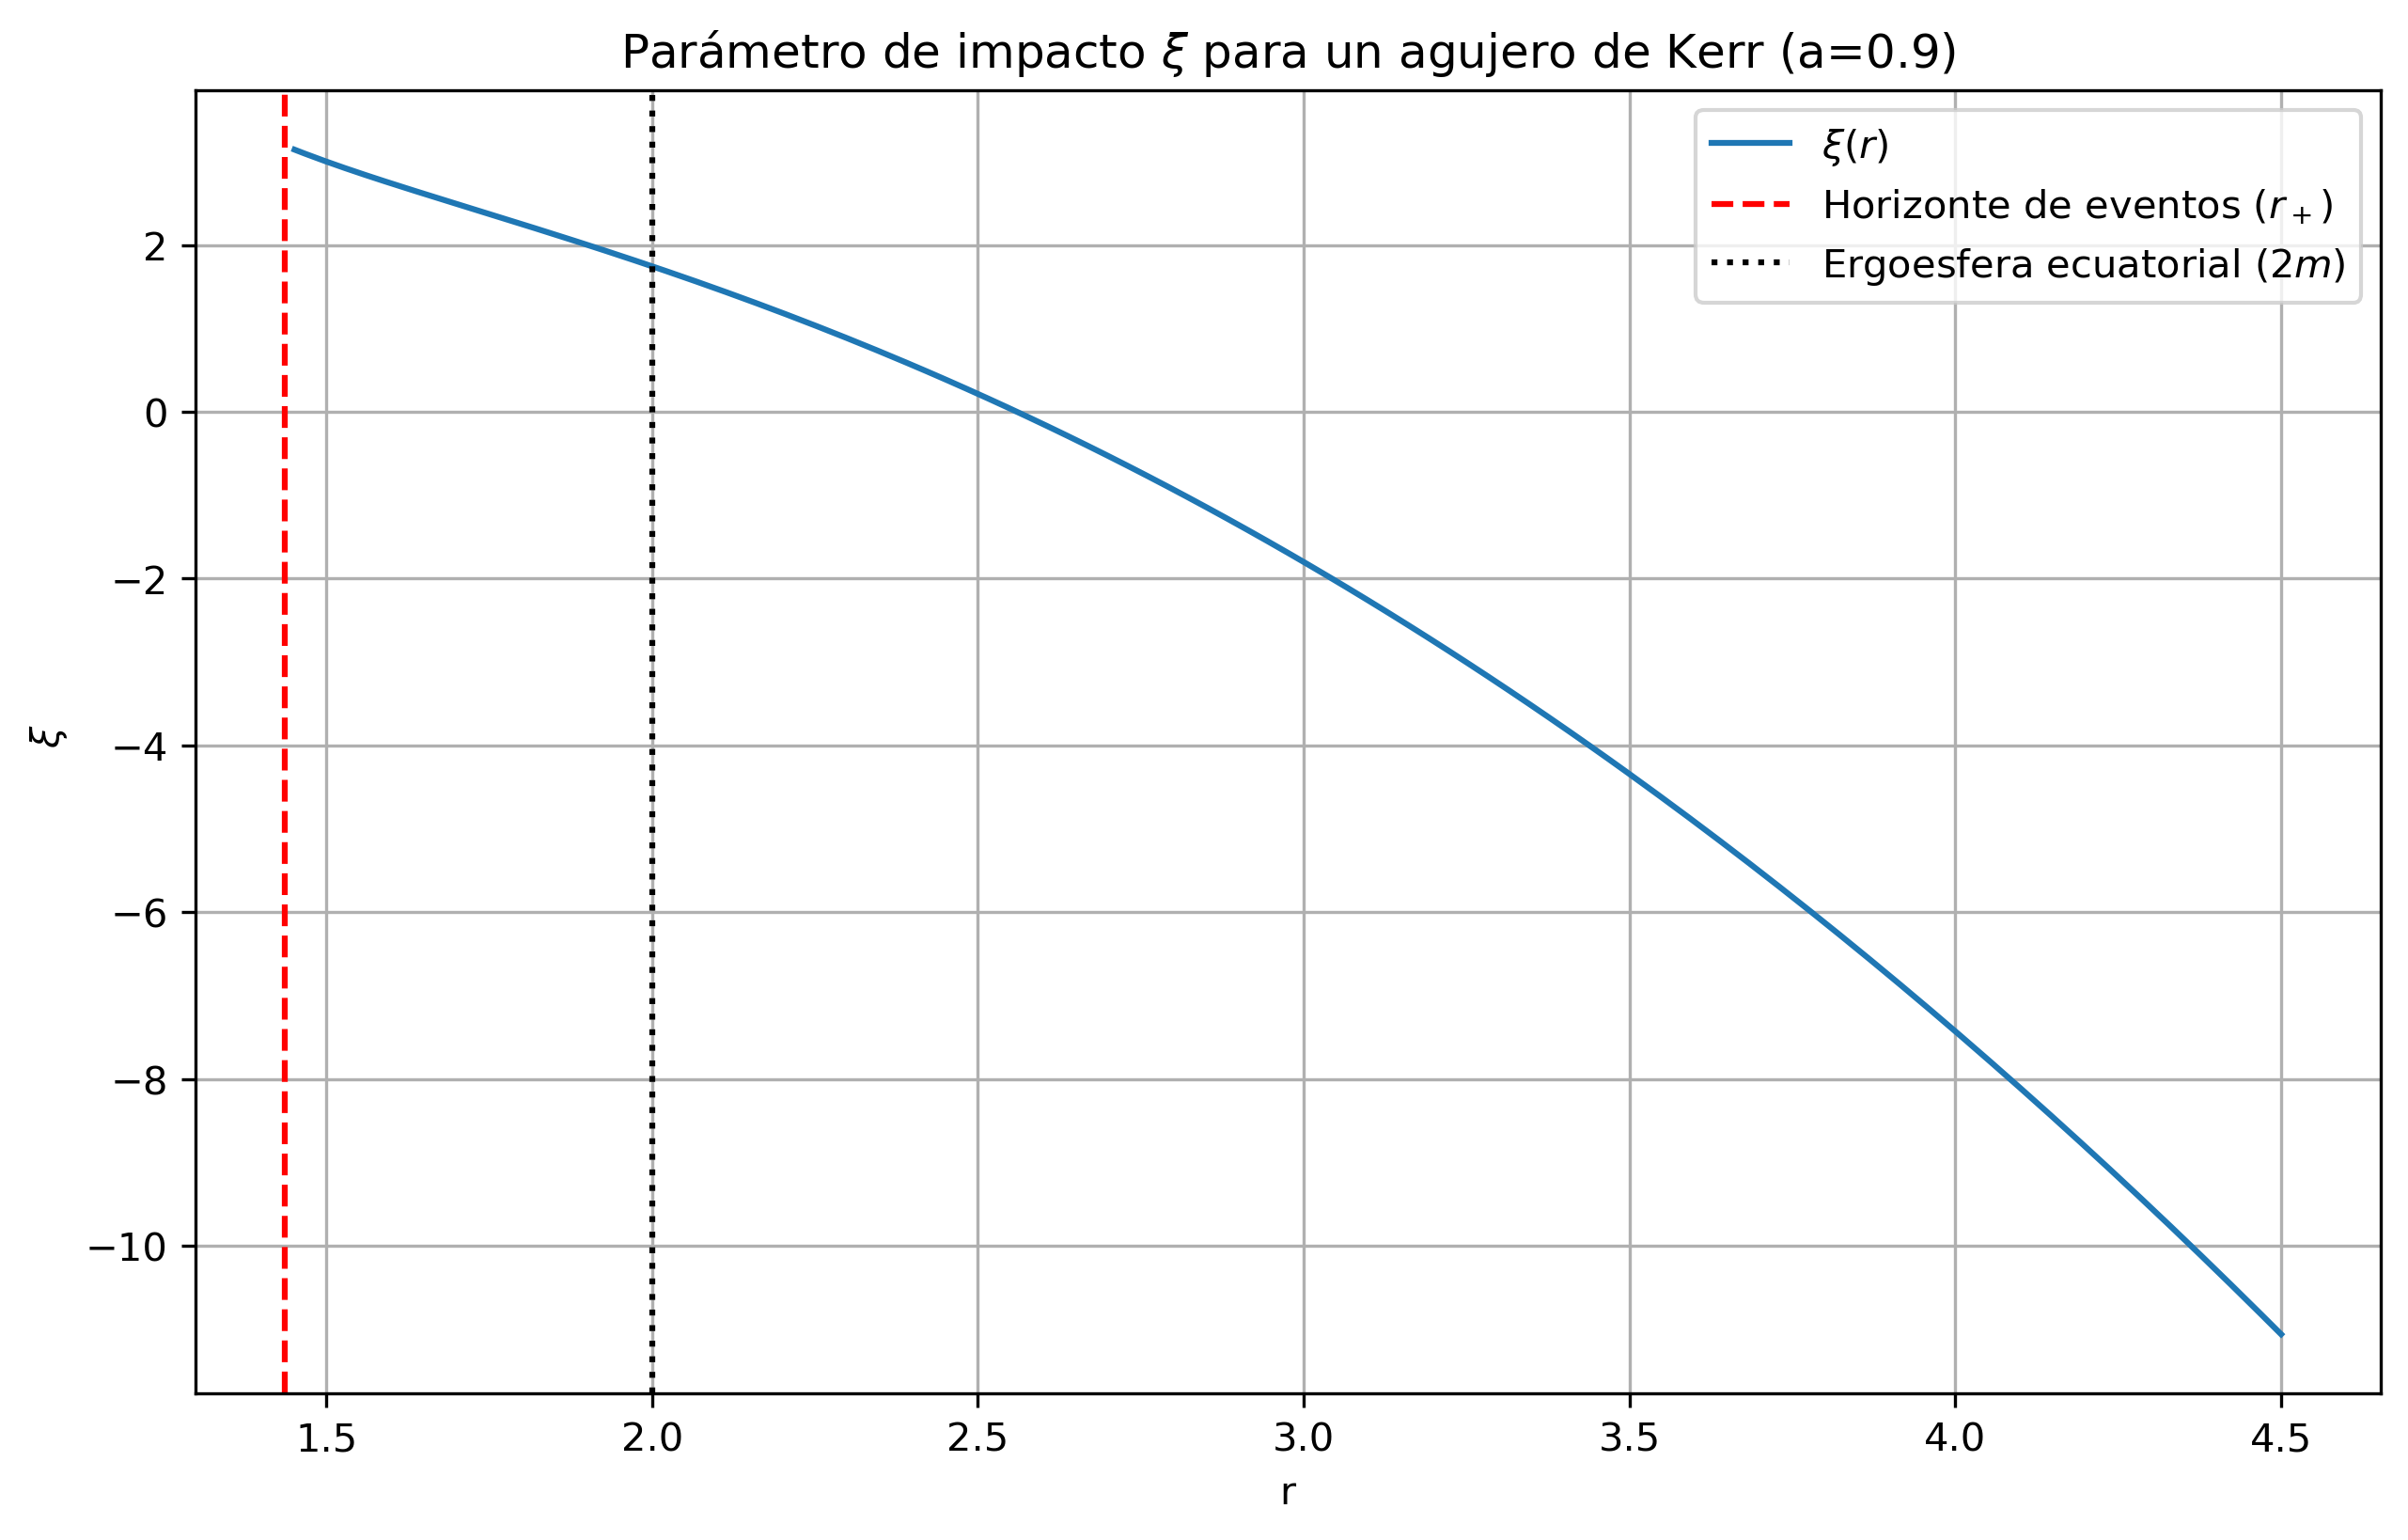 Parámetro de impacto ξ para un agujero de Kerr (a=0.9)
ξ(r)
Horizonte de eventos (r₊)
Ergoesfera ecuatorial (2m)
2
0
−2
−4
−6
−8
−10
ξ
1.5 2.0 2.5 3.0 3.5 4.0 4.5
r